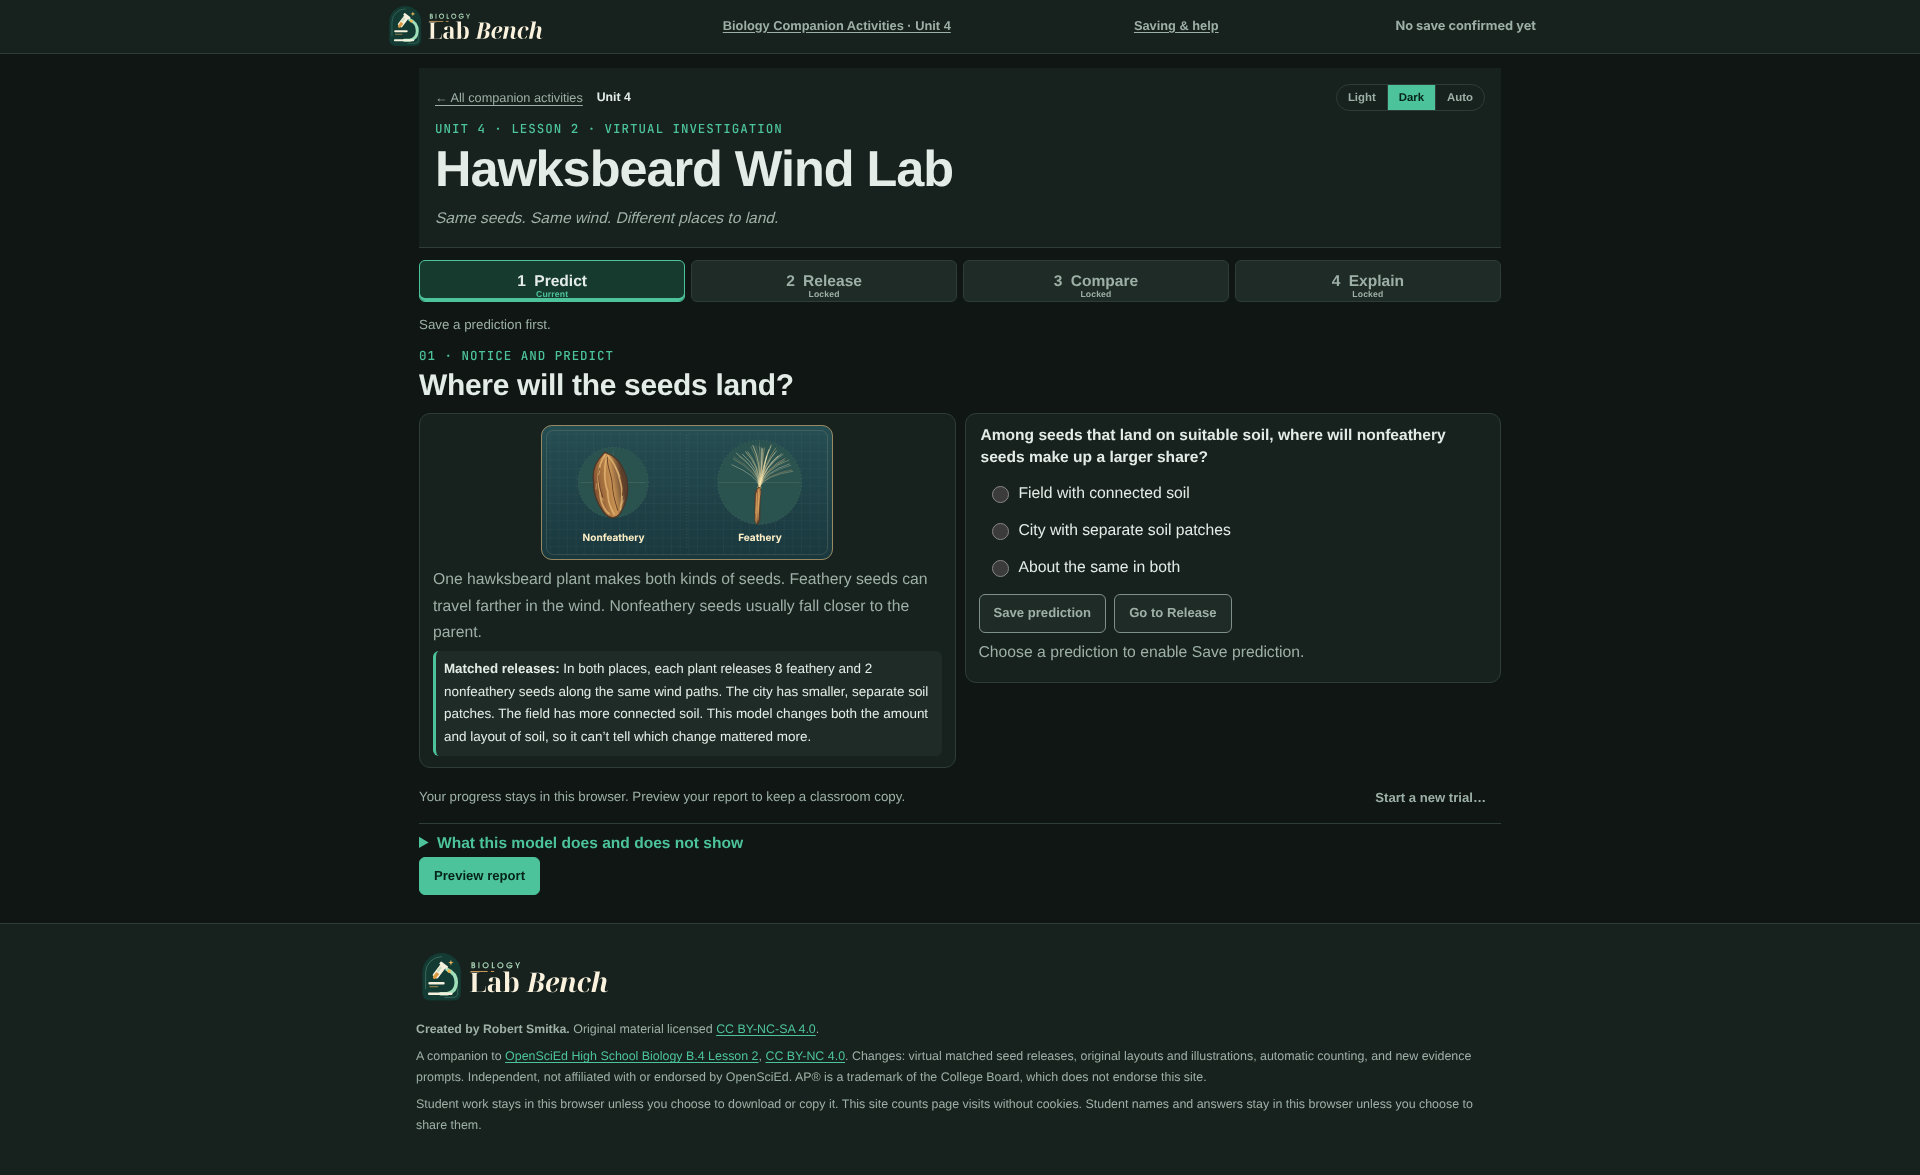 BIOLOGY
Lab Bench
Biology Companion Activities · Unit 4
Saving & help
No save confirmed yet
← All companion activities
Unit 4
Light
Dark
Auto
UNIT 4 · LESSON 2 · VIRTUAL INVESTIGATION
Hawksbeard Wind Lab
Same seeds. Same wind. Different places to land.
1 Predict
Current
2 Release
Locked
3 Compare
Locked
4 Explain
Locked
Save a prediction first.
01 · NOTICE AND PREDICT
Where will the seeds land?
Nonfeathery
Feathery
One hawksbeard plant makes both kinds of seeds. Feathery seeds can
travel farther in the wind. Nonfeathery seeds usually fall closer to the
parent.
Matched releases: In both places, each plant releases 8 feathery and 2
nonfeathery seeds along the same wind paths. The city has smaller, separate soil
patches. The field has more connected soil. This model changes both the amount
and layout of soil, so it can’t tell which change mattered more.
Among seeds that land on suitable soil, where will nonfeathery
seeds make up a larger share?
Field with connected soil
City with separate soil patches
About the same in both
Save prediction
Go to Release
Choose a prediction to enable Save prediction.
Your progress stays in this browser. Preview your report to keep a classroom copy.
Start a new trial…
What this model does and does not show
Preview report
BIOLOGY
Lab Bench
Created by Robert Smitka. Original material licensed CC BY-NC-SA 4.0.
A companion to OpenSciEd High School Biology B.4 Lesson 2, CC BY-NC 4.0. Changes: virtual matched seed releases, original layouts and illustrations, automatic counting, and new evidence
prompts. Independent, not affiliated with or endorsed by OpenSciEd. AP® is a trademark of the College Board, which does not endorse this site.
Student work stays in this browser unless you choose to download or copy it. This site counts page visits without cookies. Student names and answers stay in this browser unless you choose to
share them.